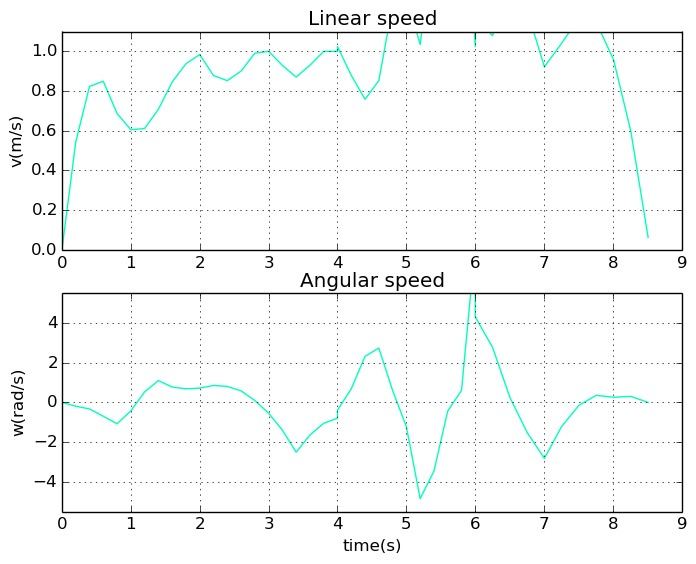 Linear speed
1.0
0.8
0.6
0.4
0.2
0.0
v(m/s)
0 1 2 3 4 5 6 7 8 9
Angular speed
4
2
0
−2
−4
w(rad/s)
0 1 2 3 4 5 6 7 8 9
time(s)